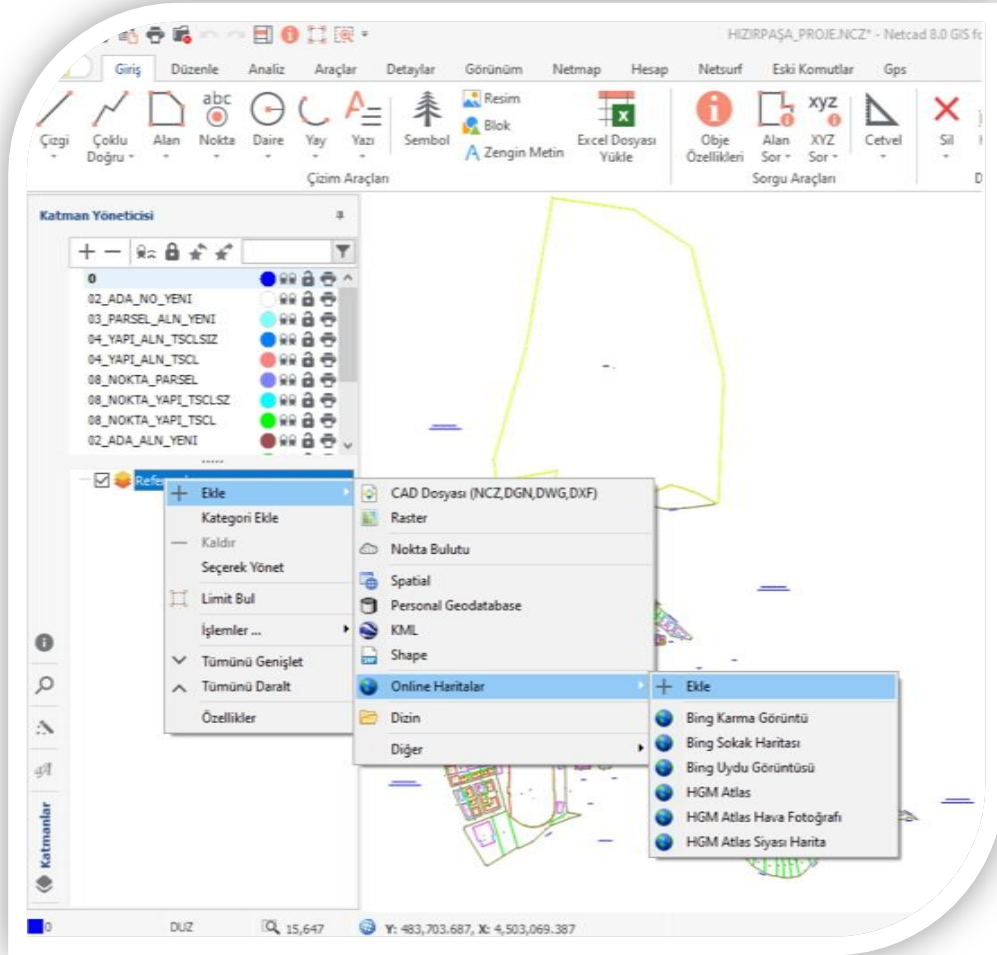 HIZIRPAŞA_PROJE.NCZ* - Netcad 8.0 GIS fo
Giriş Düzenle Analiz Araçlar Detaylar Görünüm Netmap Hesap Netsurf Eski Komutlar Gps
Çizgi
Çoklu Doğru
Alan
abc
Nokta
Daire
Yay
A
Yazı
Sembol
Resim
Blok
A Zengin Metin
Excel Dosyası Yükle
Obje Özellikleri
Alan Sor
xyz
XYZ Sor
Cetvel
Sil
Çizim Araçları
Sorgu Araçları
Katman Yöneticisi
0
02_ADA_NO_YENI
03_PARSEL_ALN_YENI
04_YAPI_ALN_TSCLSIZ
04_YAPI_ALN_TSCL
08_NOKTA_PARSEL
08_NOKTA_YAPI_TSCLSZ
08_NOKTA_YAPI_TSCL
02_ADA_ALN_YENI
Ekle
Kategori Ekle
Kaldır
Seçerek Yönet
Limit Bul
İşlemler ...
Tümünü Genişlet
Tümünü Daralt
Özellikler
CAD Dosyası (NCZ,DGN,DWG,DXF)
Raster
Nokta Bulutu
Spatial
Personal Geodatabase
KML
Shape
Online Haritalar
Dizin
Diğer
Ekle
Bing Karma Görüntü
Bing Sokak Haritası
Bing Uydu Görüntüsü
HGM Atlas
HGM Atlas Hava Fotoğrafı
HGM Atlas Siyası Harita
Katmanlar
0 DUZ 15,647 Y: 483,703.687, X: 4,503,069.387